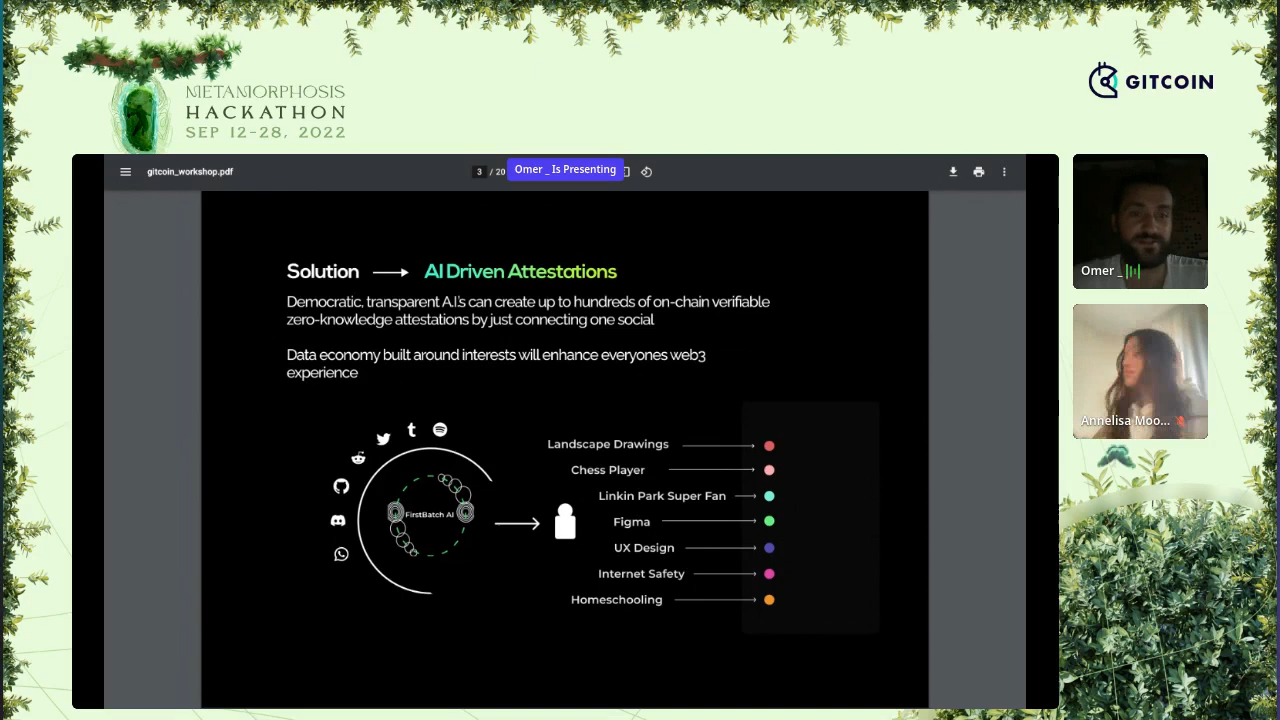 METAMORPHOSIS
HACKATHON
SEP 12-28, 2022
GITCOIN
gitcoin_workshop.pdf
3 / 20
Omer _ Is Presenting
Solution
AI Driven Attestations
Democratic, transparent A.I.'s can create up to hundreds of on-chain verifiable
zero-knowledge attestations by just connecting one social
Data economy built around interests will enhance everyones web3
experience
FirstBatch AI
Landscape Drawings
Chess Player
Linkin Park Super Fan
Figma
UX Design
Internet Safety
Homeschooling
Omer _
Annelisa Moo...